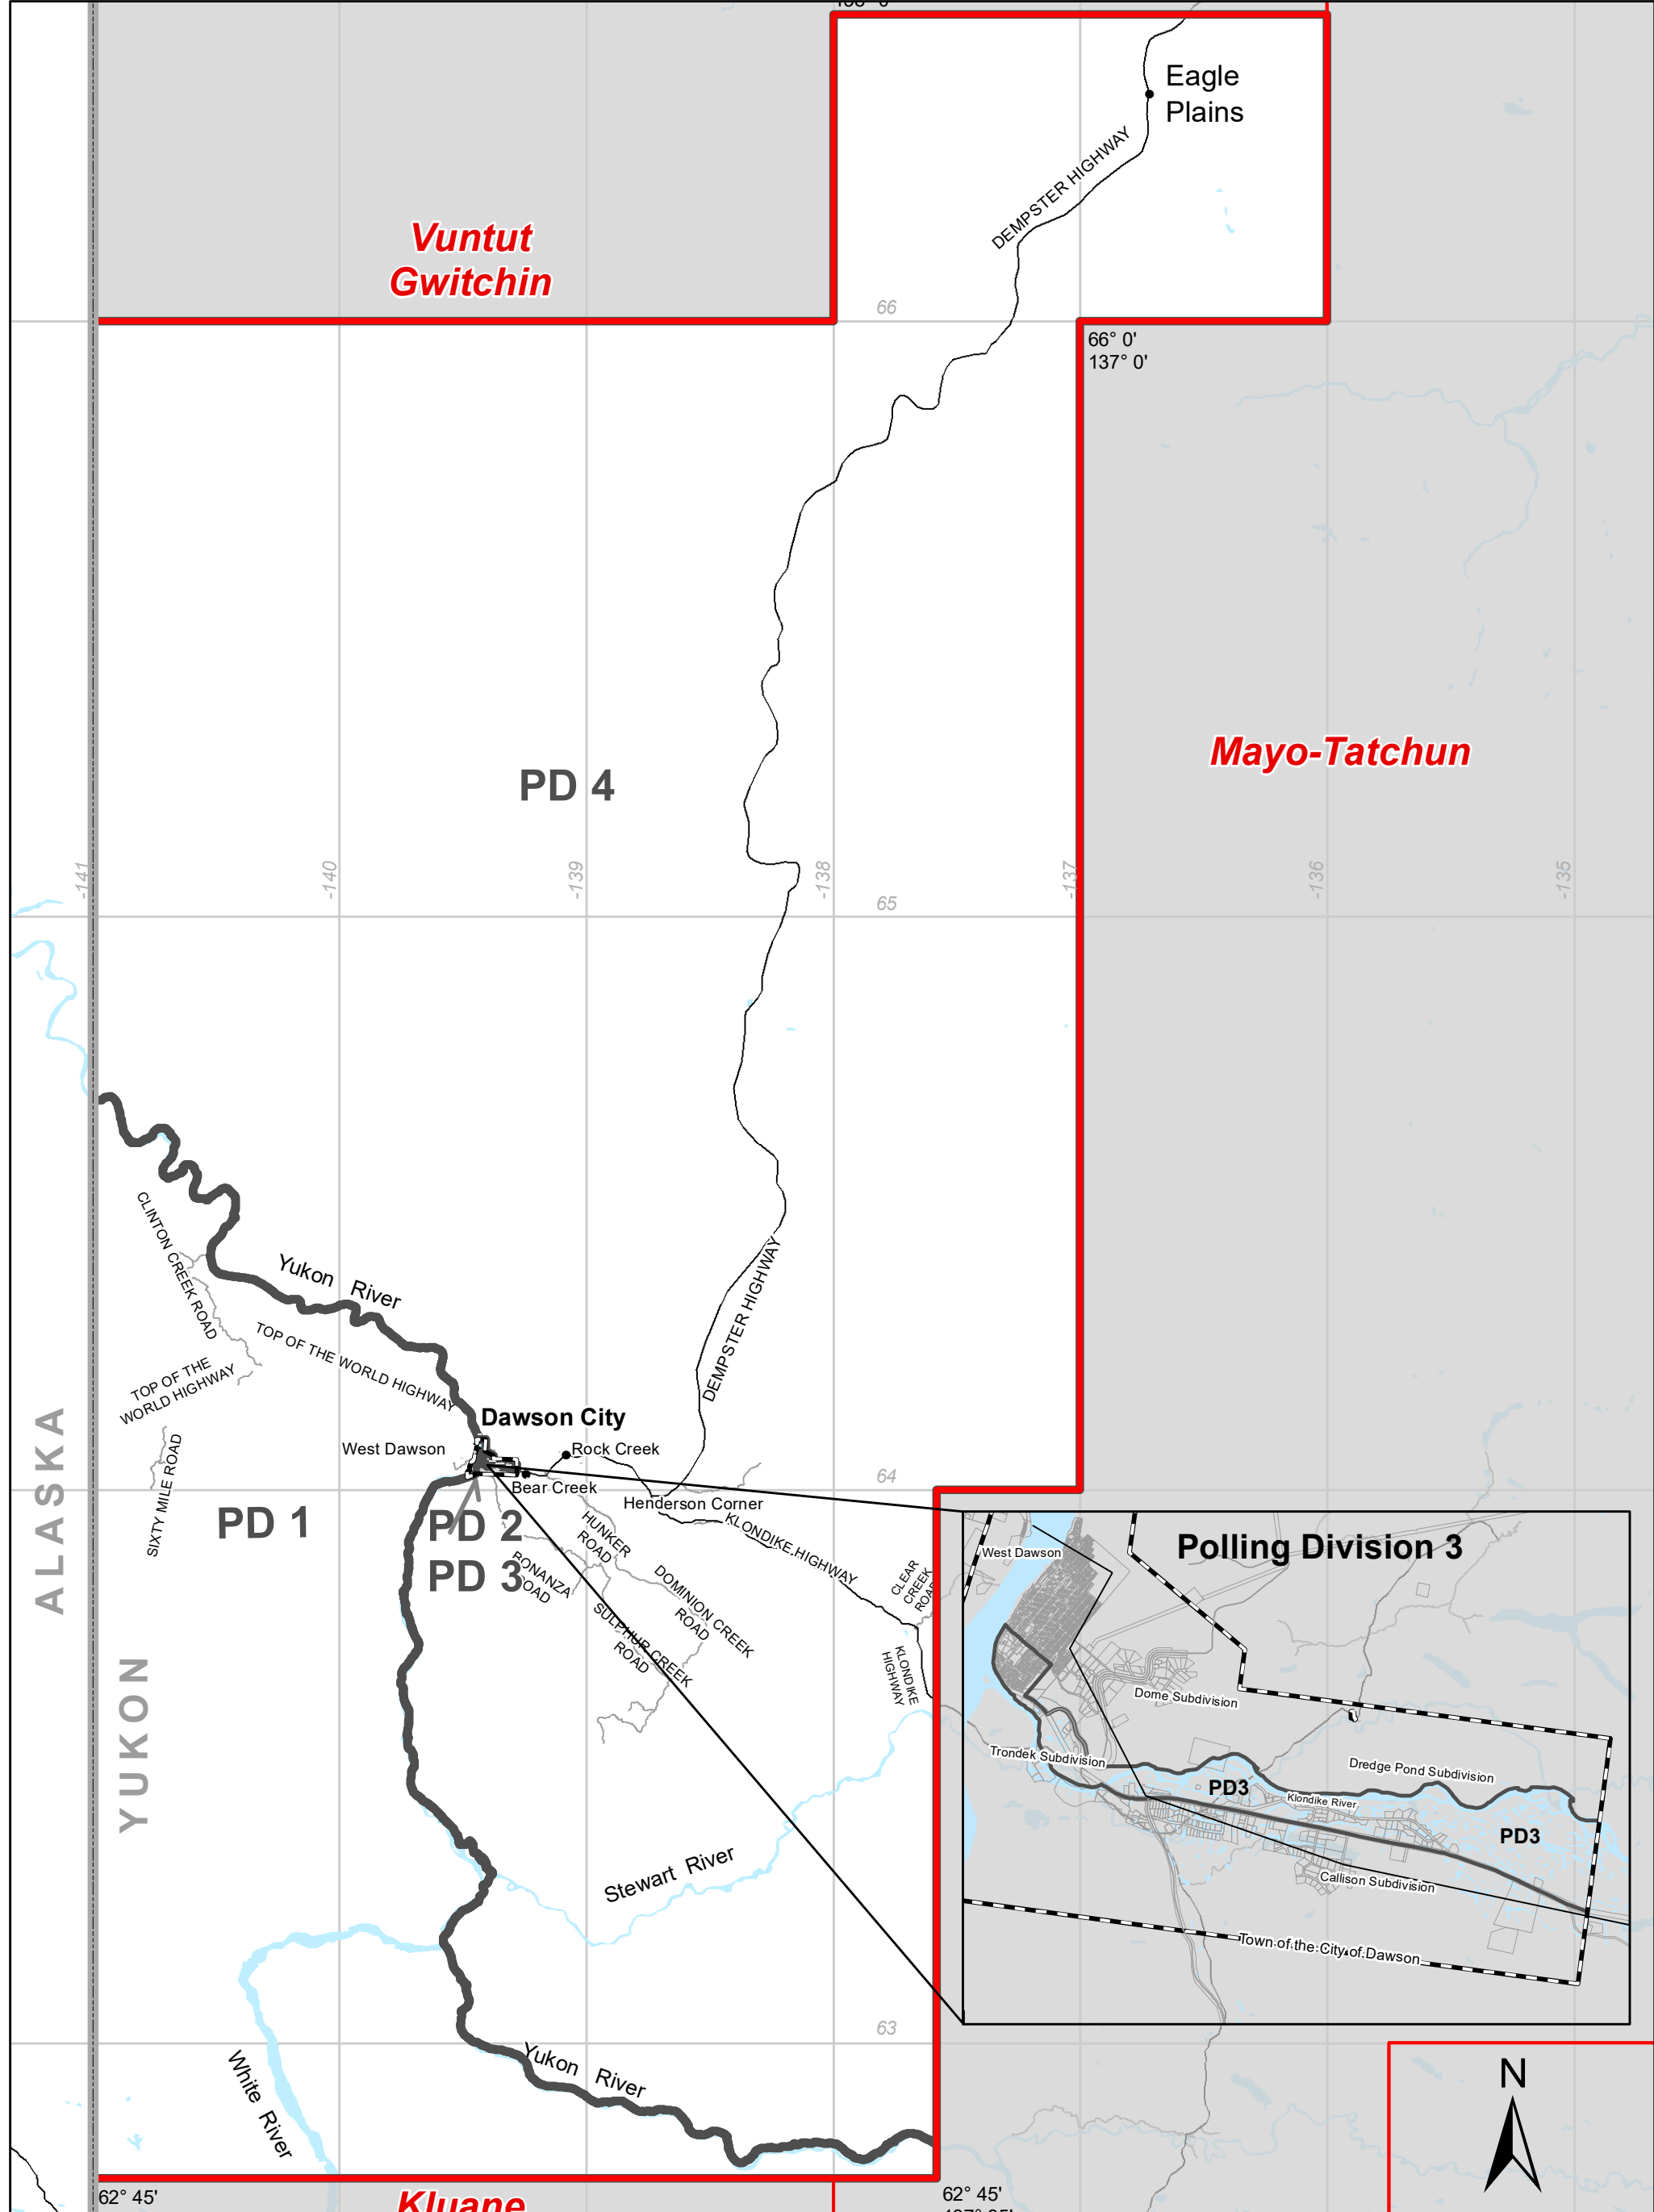 Eagle
Plains
DEMPSTER HIGHWAY
Vuntut
Gwitchin
66
66° 0'
137° 0'
Mayo-Tatchun
PD 4
-141
-140
-139
-138
-137
-136
-135
65
CLINTON CREEK ROAD
Yukon River
TOP OF THE WORLD HIGHWAY
TOP OF THE
WORLD HIGHWAY
DEMPSTER HIGHWAY
Dawson City
West Dawson
Rock Creek
Bear Creek
64
Henderson Corner
SIXTY MILE ROAD
ALASKA
YUKON
PD 1
PD 2
PD 3
HUNKER
ROAD
BONANZA
ROAD
KLONDIKE HIGHWAY
DOMINION CREEK
ROAD
SULPHUR CREEK
ROAD
CLEAR
CREEK
ROAD
KLONDIKE
HIGHWAY
Polling Division 3
West Dawson
Dome Subdivision
Trondek Subdivision
Dredge Pond Subdivision
PD3
Klondike River
PD3
Callison Subdivision
Town of the City of Dawson
Stewart River
63
White River
Yukon River
N
62° 45'
Kluane
62° 45'